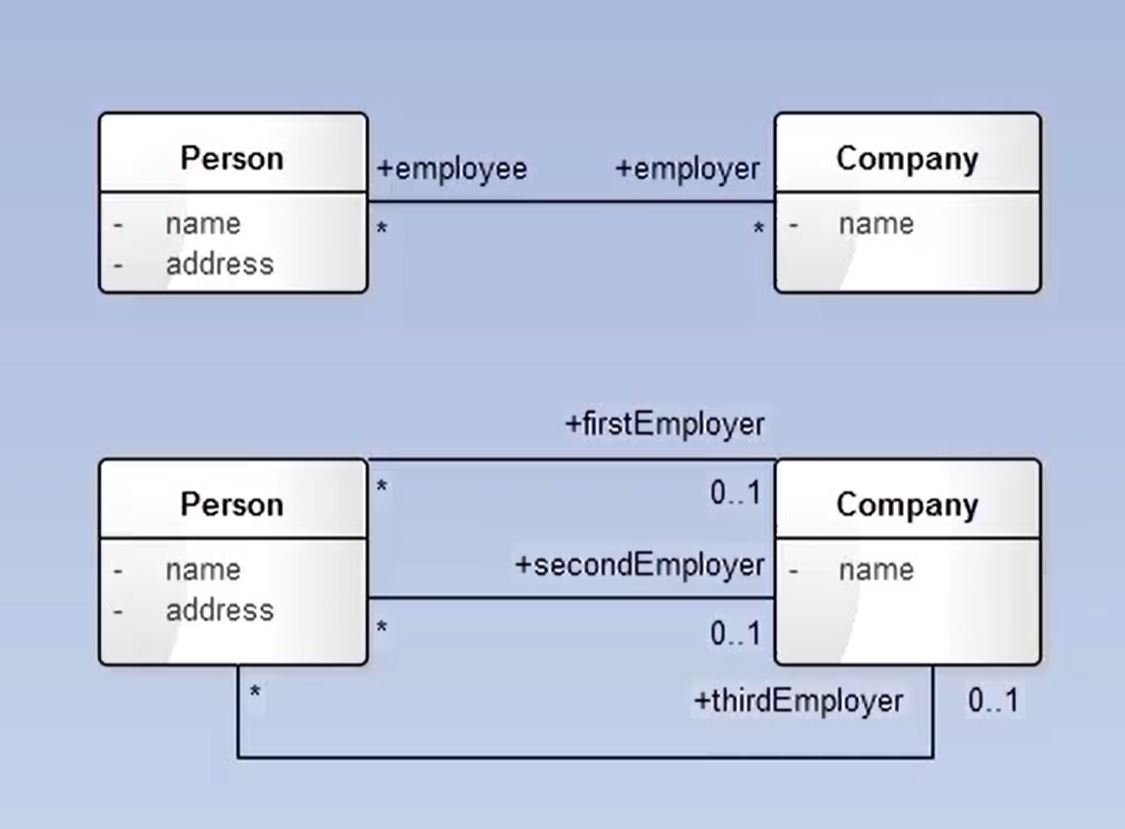 Person
+employee
+employer
Company
- name
- address
*
*
- name
+firstEmployer
Person
*
0..1
Company
- name
- address
+secondEmployer
- name
*
0..1
*
+thirdEmployer
0..1